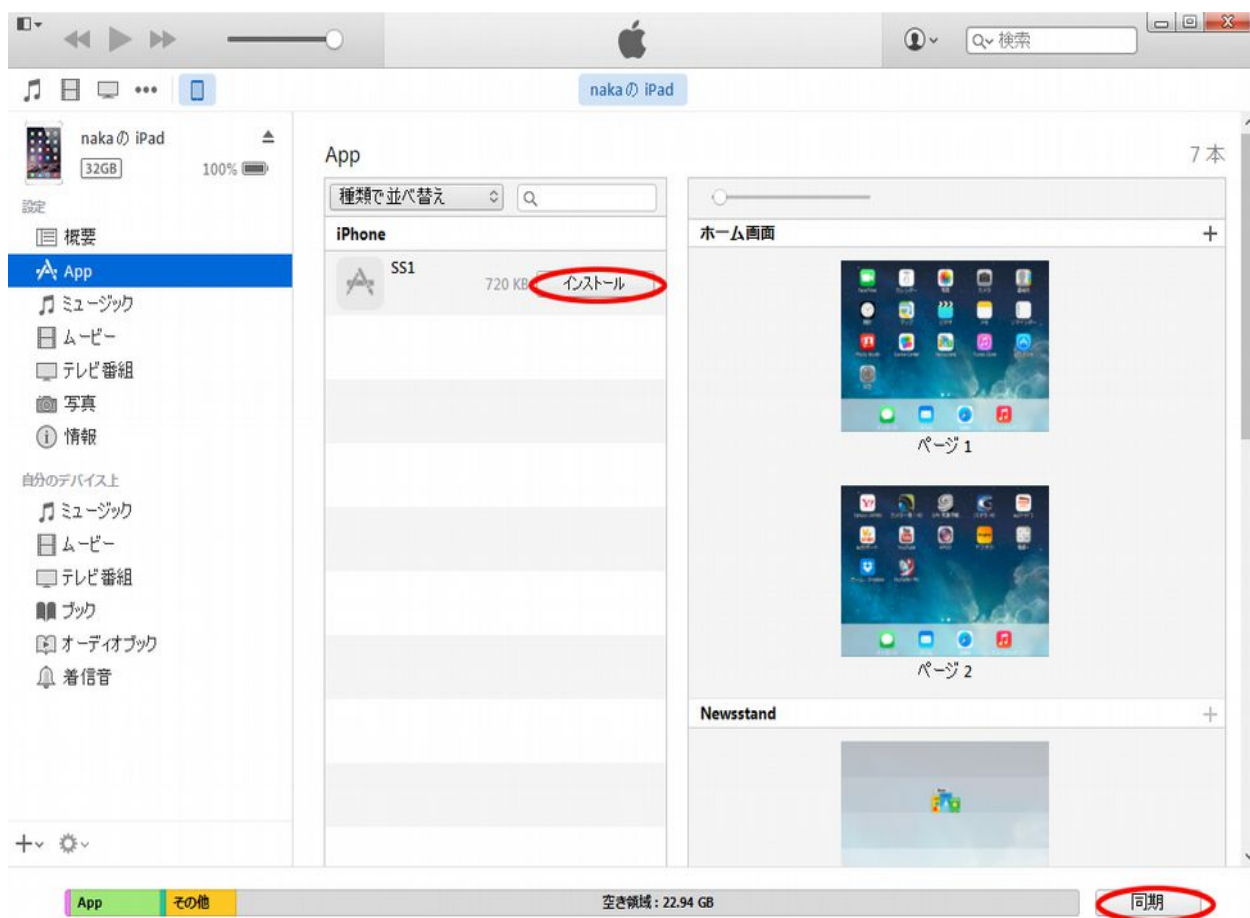 検索
nakaの iPad
nakaの iPad
32GB
100%
設定
概要
App
ミュージック
ムービー
テレビ番組
写真
情報
自分のデバイス上
ミュージック
ムービー
テレビ番組
ブック
オーディオブック
着信音
App
7 本
種類で並べ替え
iPhone
SS1
720 KB
インストール
ホーム画面
ページ 1
ページ 2
Newsstand
App
その他
空き領域 : 22.94 GB
同期